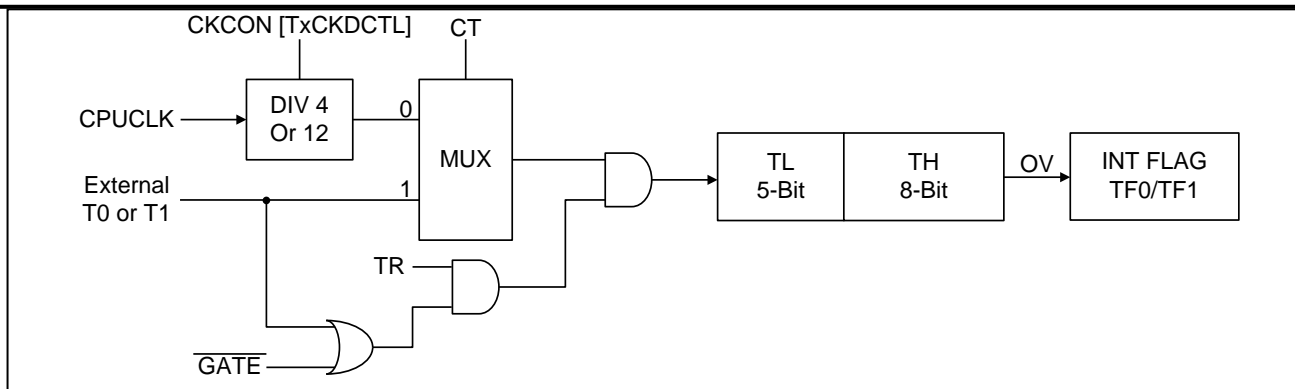 CKCON [TxCKDCTL]
CT
CPUCLK
DIV 4
Or 12
0
MUX
External
T0 or T1
1
TL
5-Bit
TH
8-Bit
OV
INT FLAG
TF0/TF1
TR
GATE